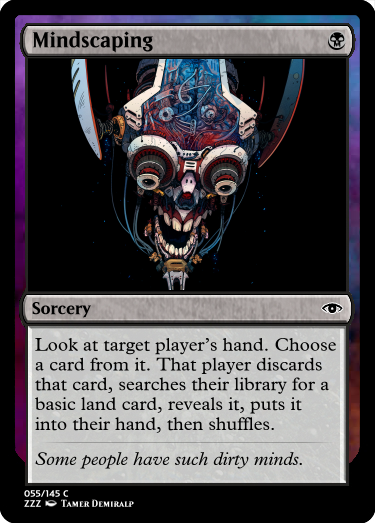 Mindscaping
Sorcery
Look at target player's hand. Choose
a card from it. That player discards
that card, searches their library for a
basic land card, reveals it, puts it
into their hand, then shuffles.
Some people have such dirty minds.
055/145 C
ZZZ Tamer Demiralp